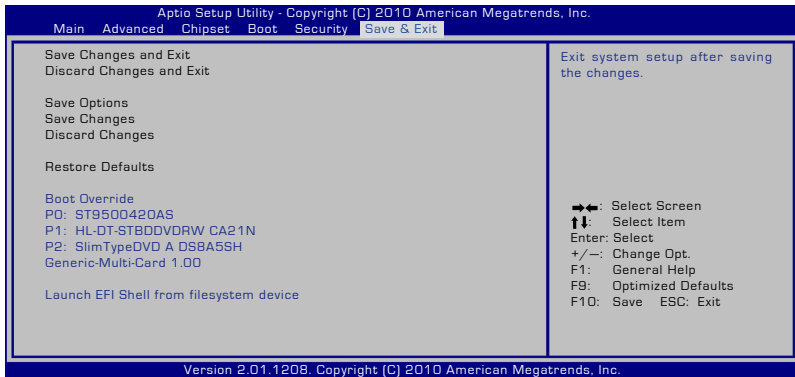 Aptio Setup Utility - Copyright (C) 2010 American Megatrends, Inc.
Main Advanced Chipset Boot Security Save & Exit
Save Changes and Exit
Discard Changes and Exit
Save Options
Save Changes
Discard Changes
Restore Defaults
Boot Override
P0: ST9500420AS
P1: HL-DT-STBDDVDRW CA21N
P2: SlimTypeDVD A DS8A5SH
Generic-Multi-Card 1.00
Launch EFI Shell from filesystem device
Exit system setup after saving
the changes.
→←: Select Screen
↑↓: Select Item
Enter: Select
+/—: Change Opt.
F1: General Help
F9: Optimized Defaults
F10: Save ESC: Exit
Version 2.01.1208. Copyright (C) 2010 American Megatrends, Inc.